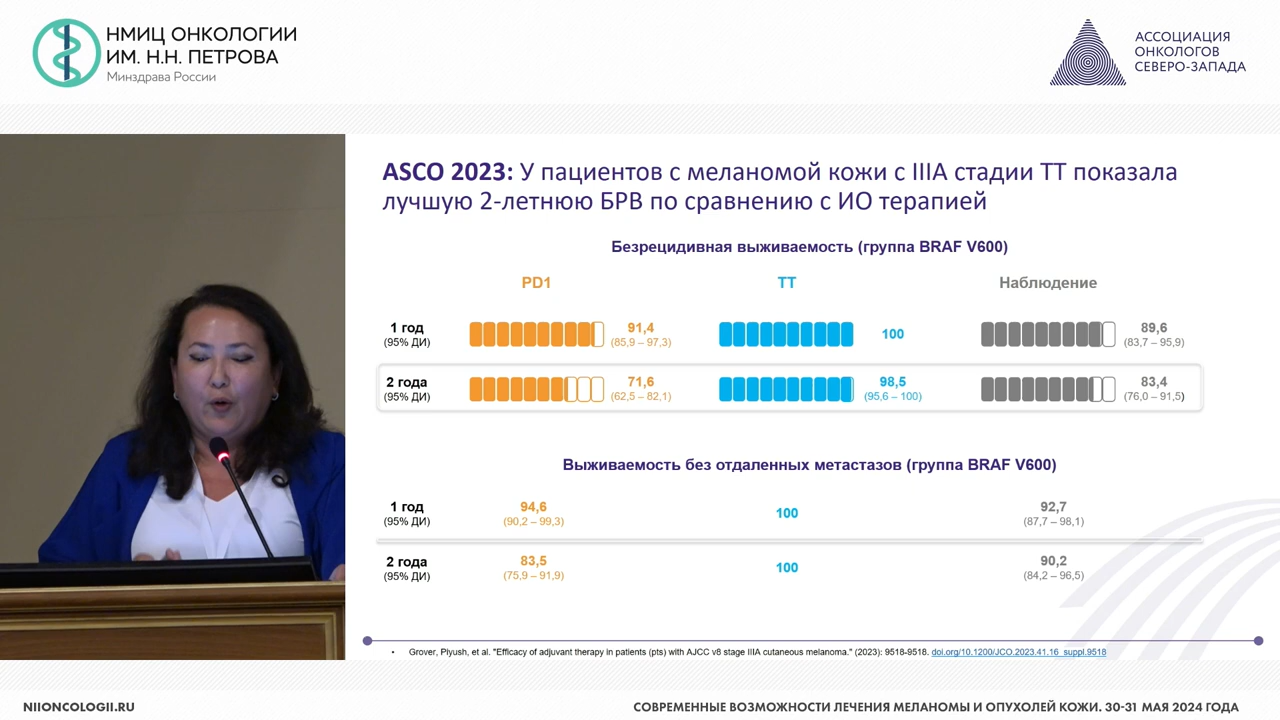 НМИЦ ОНКОЛОГИИ
ИМ. Н.Н. ПЕТРОВА
Минздрава России
АССОЦИАЦИЯ
ОНКОЛОГОВ
СЕВЕРО-ЗАПАДА
ASCO 2023: У пациентов с меланомой кожи с IIIA стадии ТТ показала
лучшую 2-летнюю БРВ по сравнению с ИО терапией
Безрецидивная выживаемость (группа BRAF V600)
PD1 ТТ Наблюдение
1 год 91,4 100 89,6
(95% ДИ) (85,9 – 97,3) (83,7 – 95,9)
2 года 71,6 98,5 83,4
(95% ДИ) (62,5 – 82,1) (95,6 – 100) (76,0 – 91,5)
Выживаемость без отдаленных метастазов (группа BRAF V600)
1 год 94,6 100 92,7
(95% ДИ) (90,2 – 99,3) (87,7 – 98,1)
2 года 83,5 100 90,2
(95% ДИ) (75,9 – 91,9) (84,2 – 96,5)
• Grover, Piyush, et al. "Efficacy of adjuvant therapy in patients (pts) with AJCC v8 stage IIIA cutaneous melanoma." (2023): 9518-9518. doi.org/10.1200/JCO.2023.41.16_suppl.9518
NIIONCOLOGII.RU
СОВРЕМЕННЫЕ ВОЗМОЖНОСТИ ЛЕЧЕНИЯ МЕЛАНОМЫ И ОПУХОЛЕЙ КОЖИ. 30-31 МАЯ 2024 ГОДА